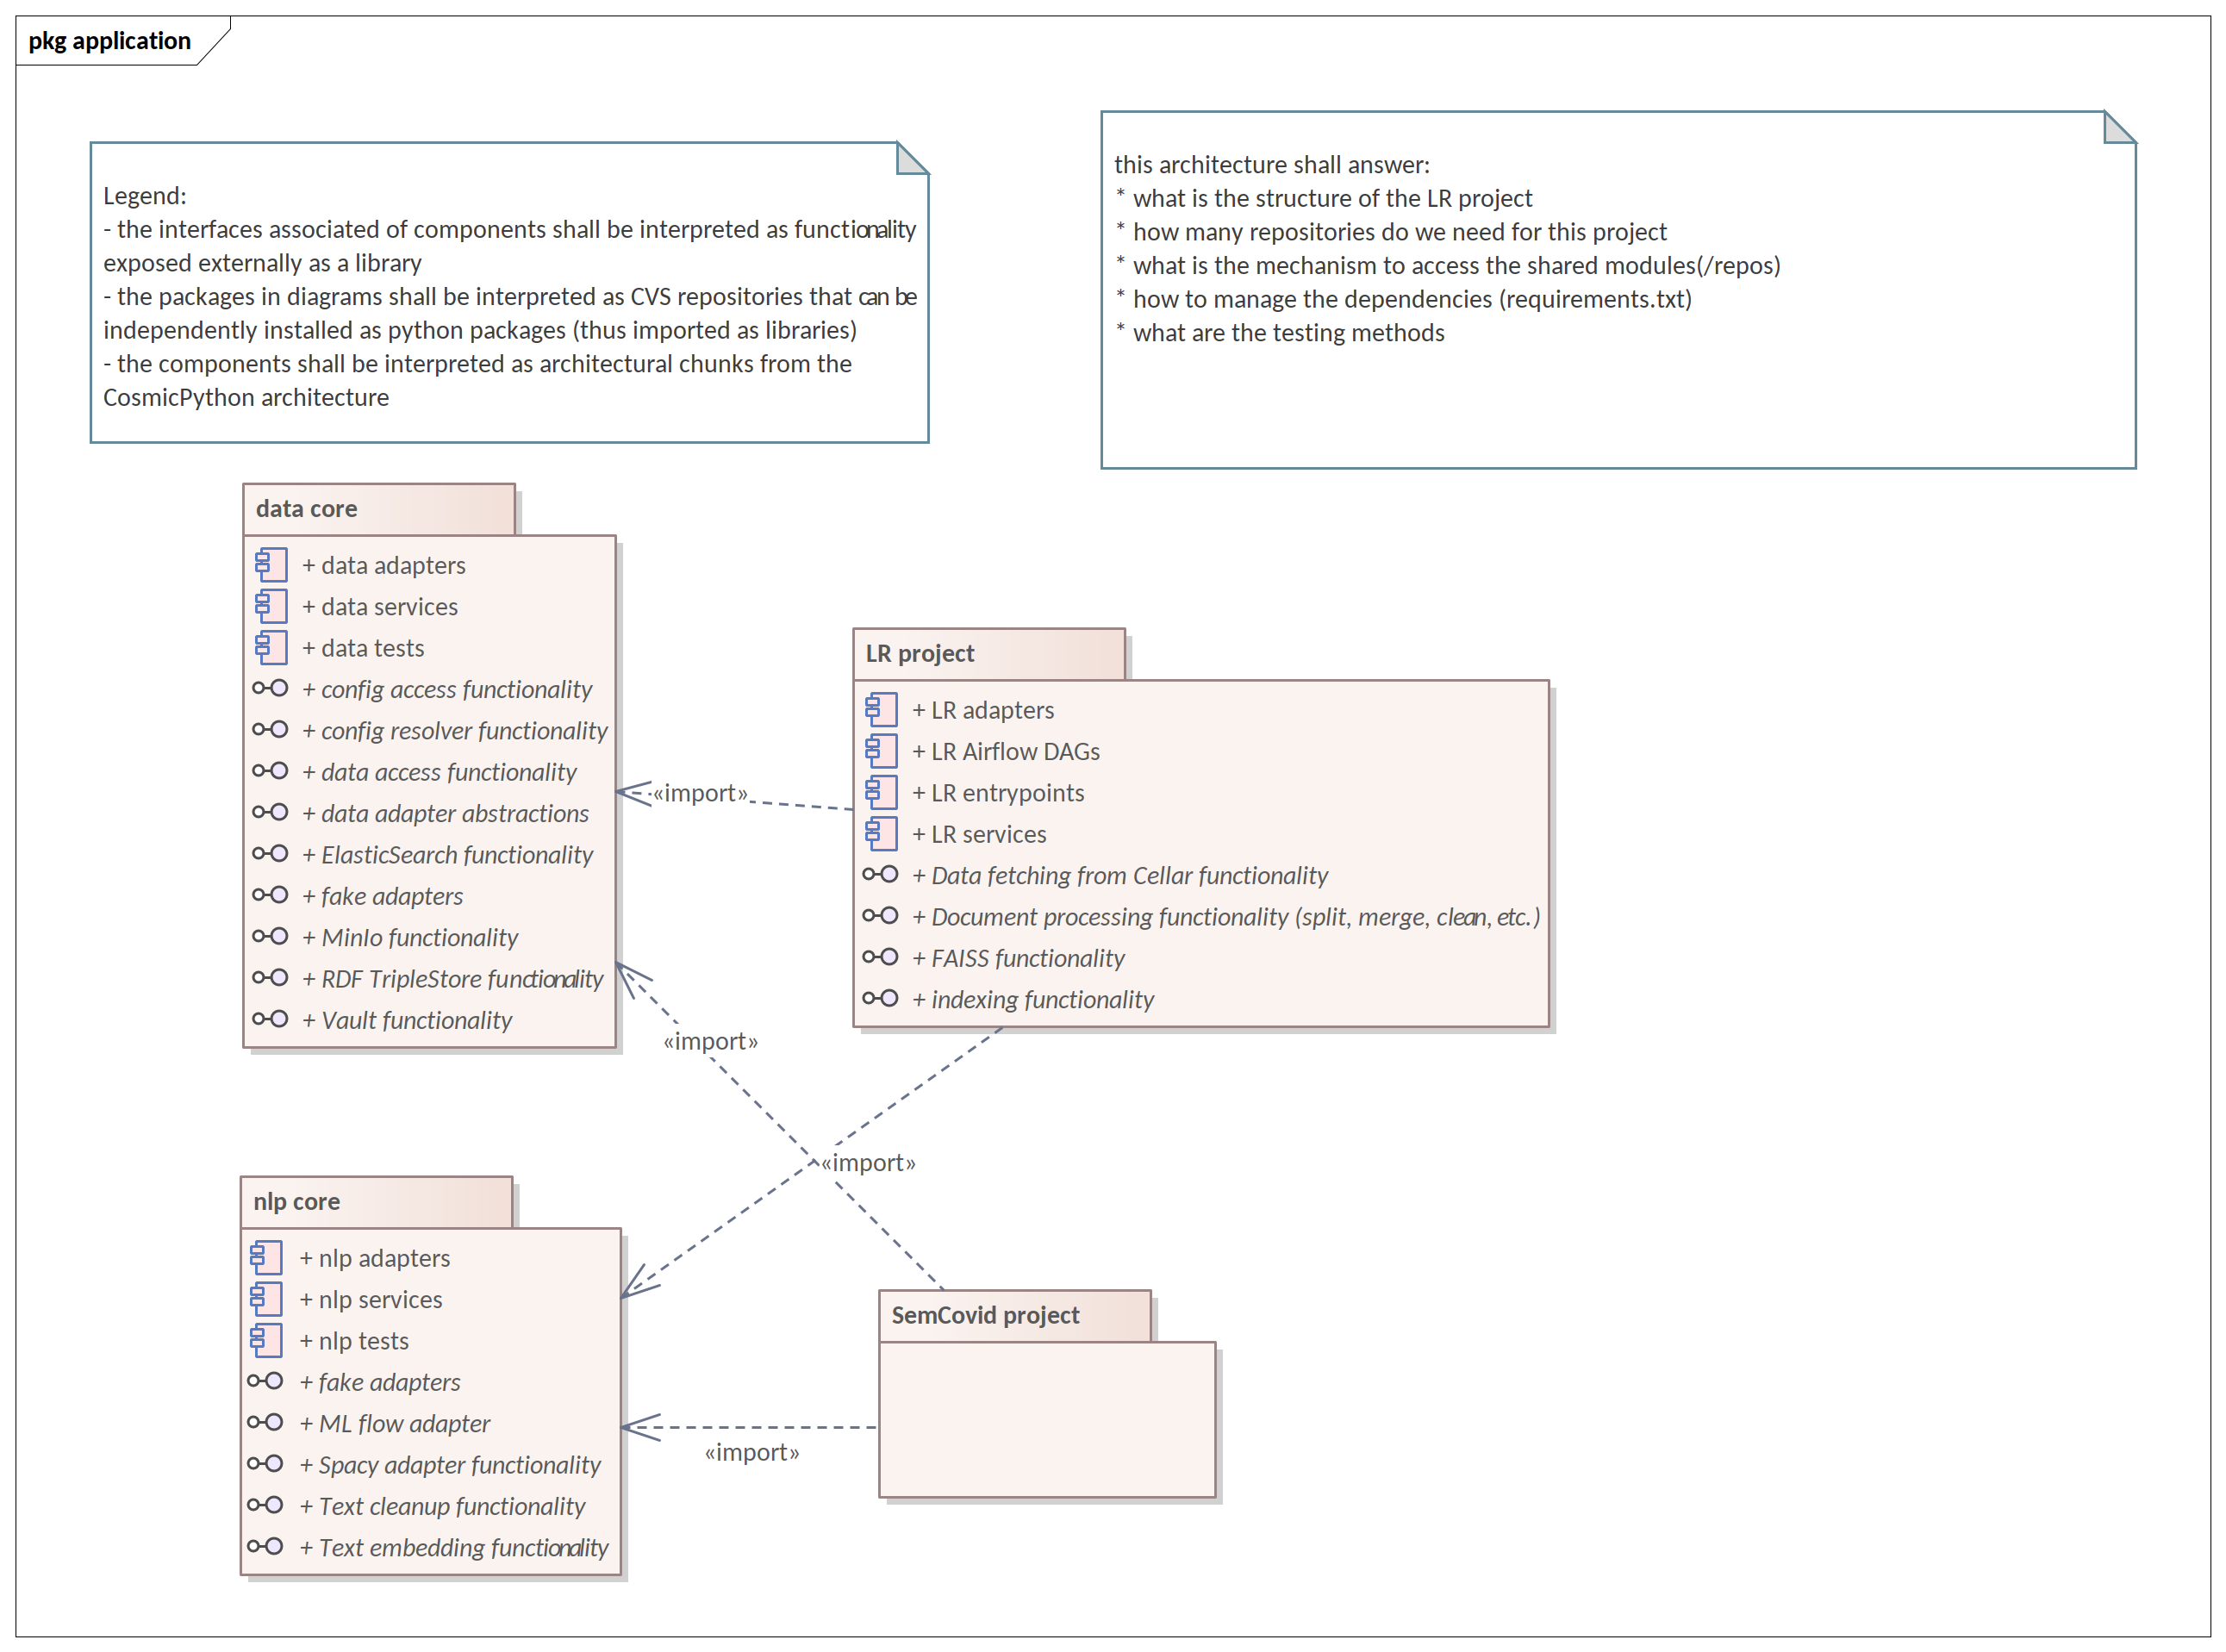 pkg application
Legend:
- the interfaces associated of components shall be interpreted as functionality
exposed externally as a library
- the packages in diagrams shall be interpreted as CVS repositories that can be
independently installed as python packages (thus imported as libraries)
- the components shall be interpreted as architectural chunks from the
CosmicPython architecture
this architecture shall answer:
* what is the structure of the LR project
* how many repositories do we need for this project
* what is the mechanism to access the shared modules(/repos)
* how to manage the dependencies (requirements.txt)
* what are the testing methods
data core
+ data adapters
+ data services
+ data tests
+ config access functionality
+ config resolver functionality
+ data access functionality
+ data adapter abstractions
+ ElasticSearch functionality
+ fake adapters
+ MinIo functionality
+ RDF TripleStore functionality
+ Vault functionality
«import»
LR project
+ LR adapters
+ LR Airflow DAGs
+ LR entrypoints
+ LR services
+ Data fetching from Cellar functionality
+ Document processing functionality (split, merge, clean, etc.)
+ FAISS functionality
+ indexing functionality
«import»
«import»
nlp core
+ nlp adapters
+ nlp services
+ nlp tests
+ fake adapters
+ ML flow adapter
+ Spacy adapter functionality
+ Text cleanup functionality
+ Text embedding functionality
«import»
SemCovid project